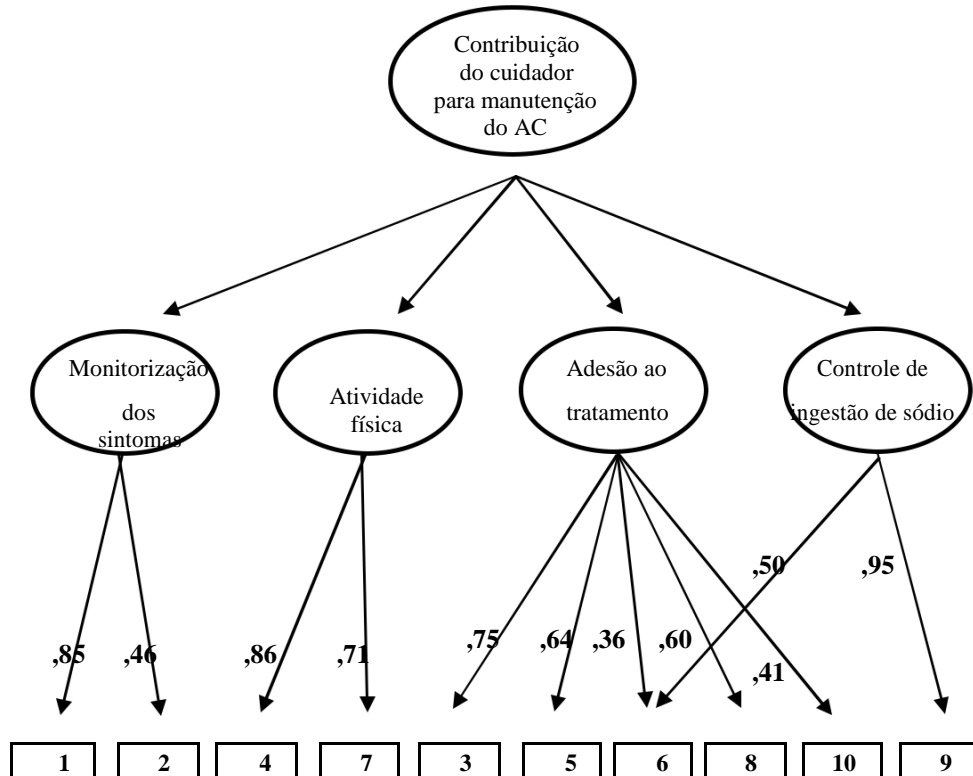 Contribuição
do cuidador
para manutenção
do AC
Monitorização
dos
sintomas
Atividade
física
Adesão ao
tratamento
Controle de
ingestão de sódio
,50
,95
,85
,46
,86
,71
,75
,64
,36
,60
,41
1
2
4
7
3
5
6
8
10
9